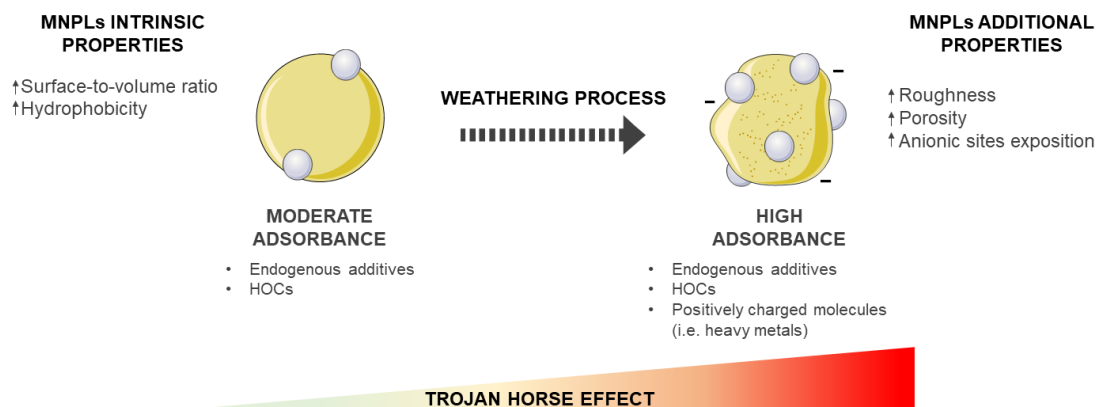 MNPLs INTRINSIC
PROPERTIES
↑Surface-to-volume ratio
↑Hydrophobicity
WEATHERING PROCESS
MNPLs ADDITIONAL
PROPERTIES
↑Roughness
↑Porosity
↑Anionic sites exposition
-
-
-
MODERATE
ADSORBANCE
• Endogenous additives
• HOCs
HIGH
ADSORBANCE
• Endogenous additives
• HOCs
• Positively charged molecules
(i.e. heavy metals)
TROJAN HORSE EFFECT